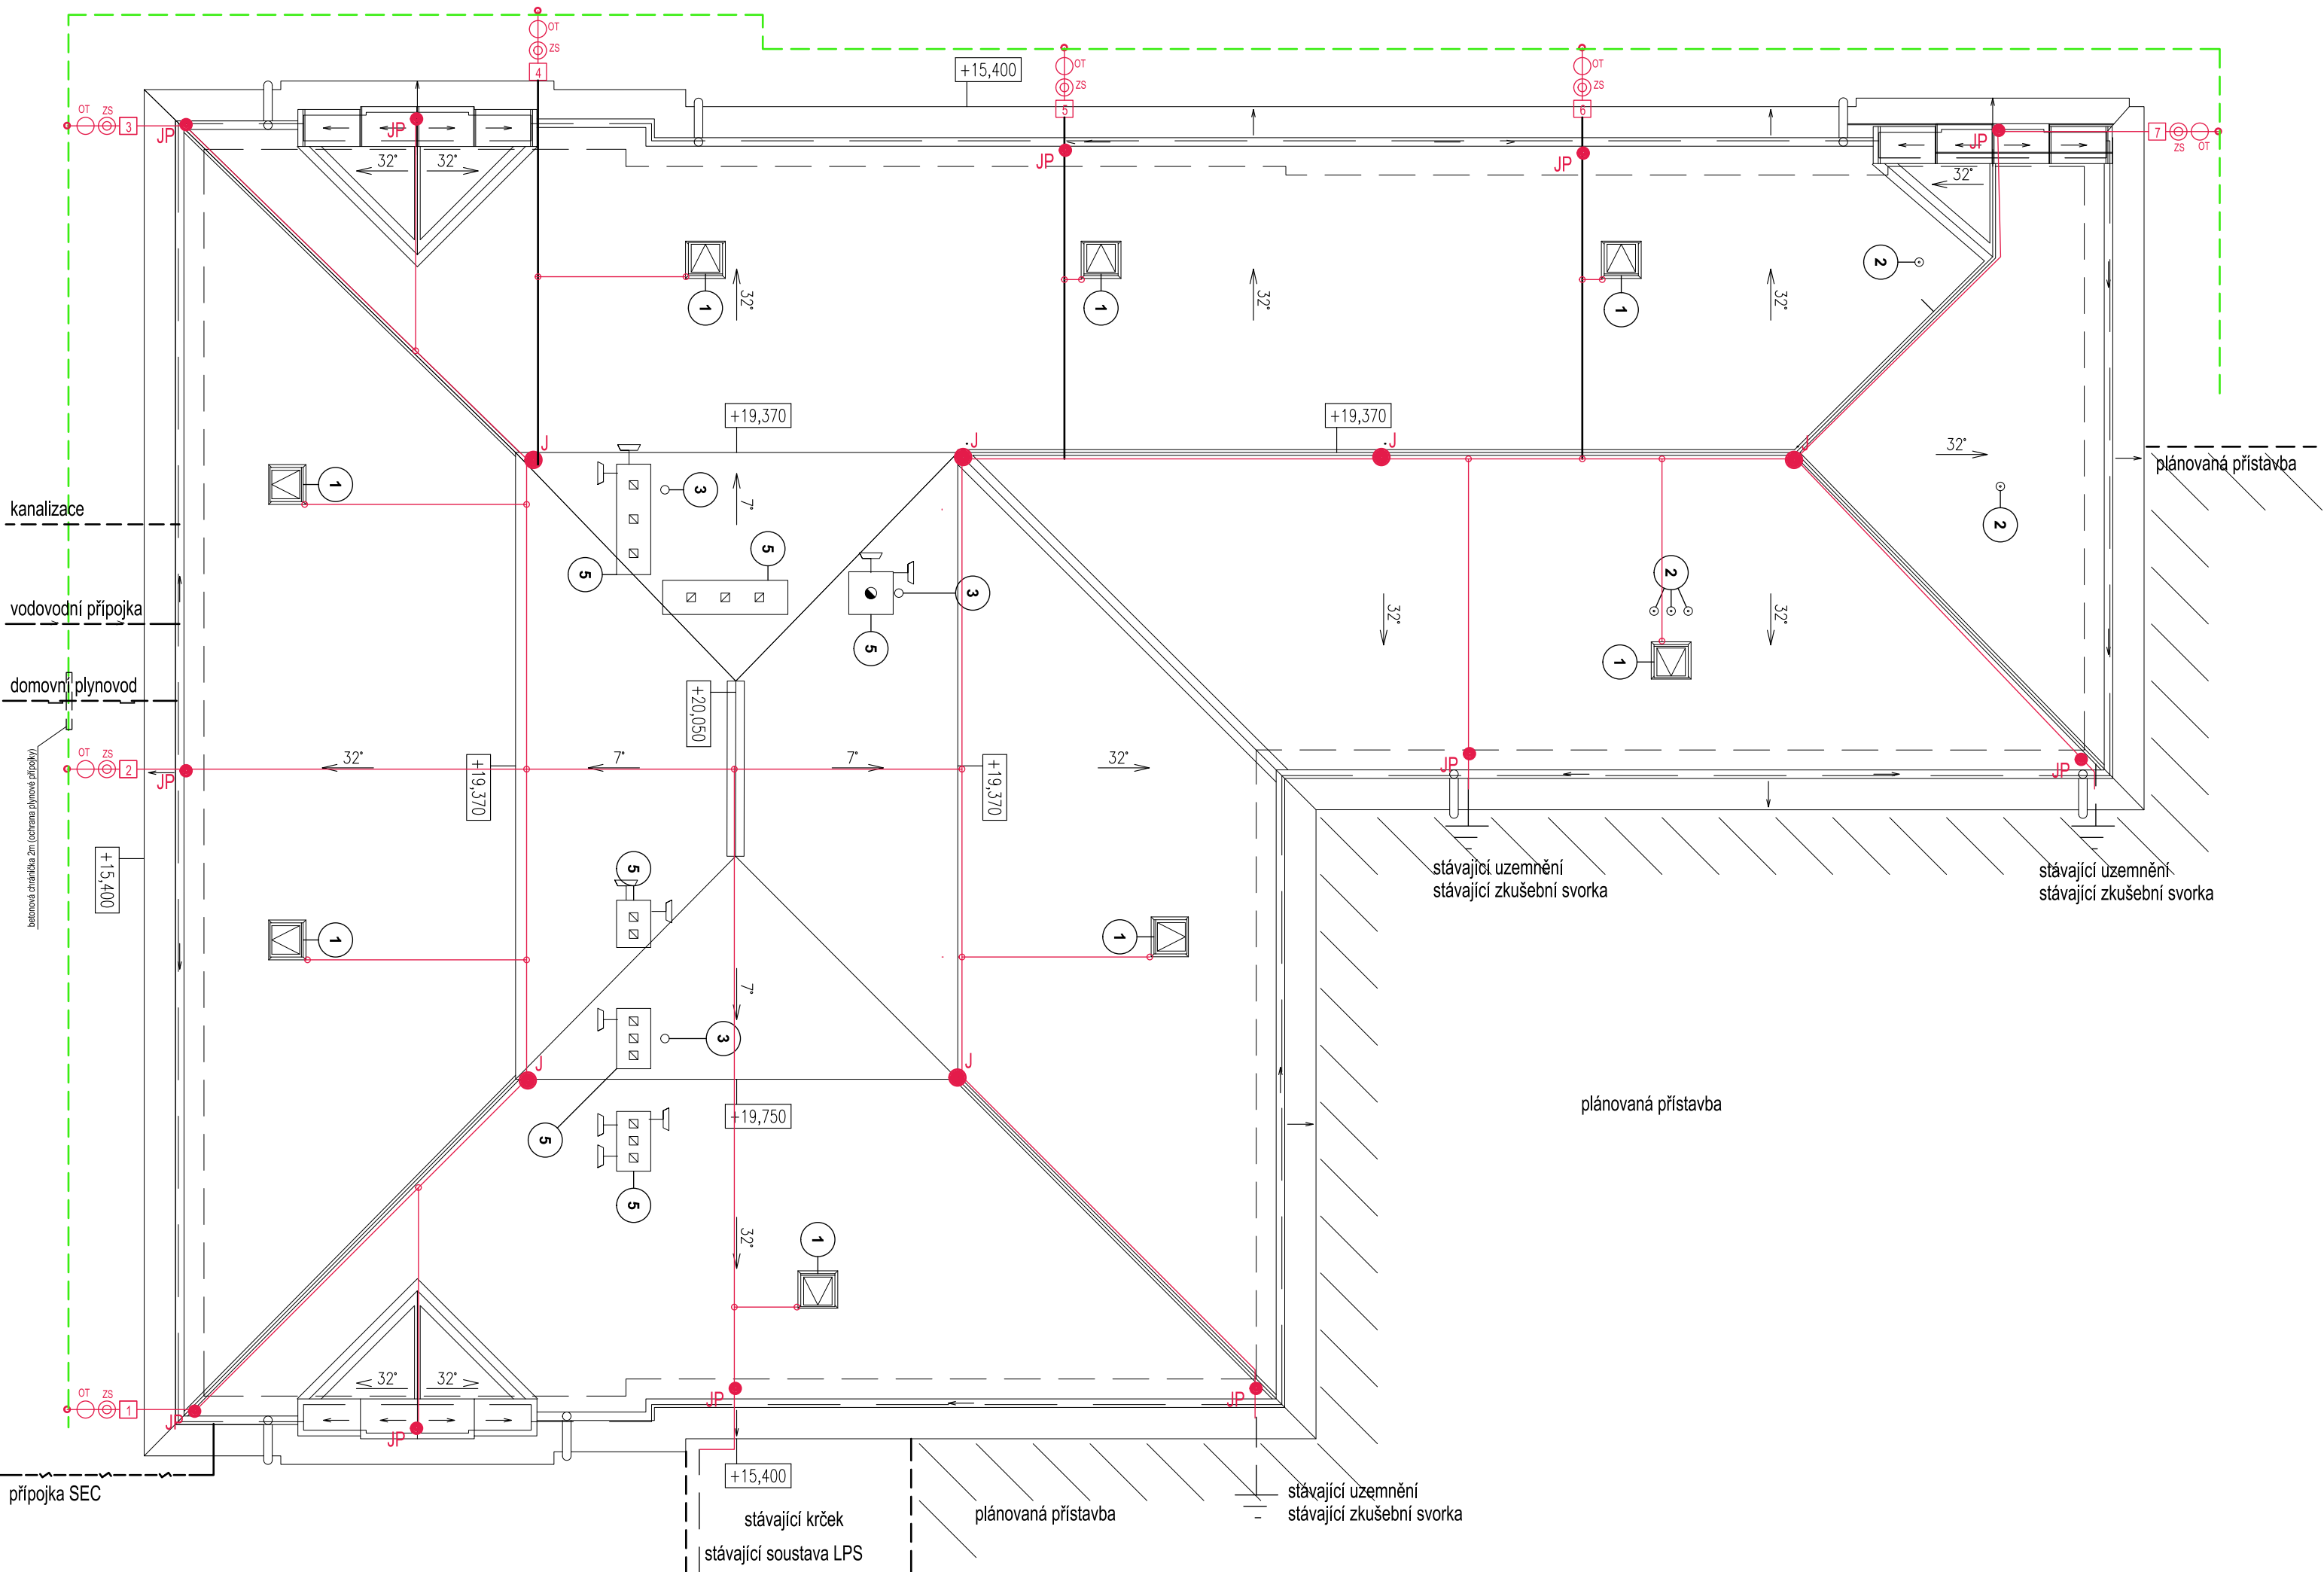 OT
ZS
4
OT
ZS
5
OT
ZS
6
+15,400
OT ZS
3
JP
JP
JP
JP
JP
7
ZS OT
32° 32°
32°
2
1
32°
1
32°
1
32°
+19,370
+19,370
J
J
J
J
32°
plánovaná přístavba
kanalizace
1
3
7°
2
5
5
3
5
2
vodovodní přípojka
32°
32°
1
domovní plynovod
+20,050
betonová chránička 2m (ochrana plynové přípojky)
OT ZS
2
JP
32°
7°
7°
32°
+19,370
+19,370
JP
JP
+15,400
5
stávající uzemnění
stávající zkušební svorka
stávající uzemnění
stávající zkušební svorka
1
1
7°
3
J
J
+19,750
5
5
plánovaná přístavba
32°
1
32° 32°
OT ZS
1
JP
JP
JP
JP
+15,400
přípojka SEC
stávající krček
stávající soustava LPS
plánovaná přístavba
stávající uzemnění
stávající zkušební svorka